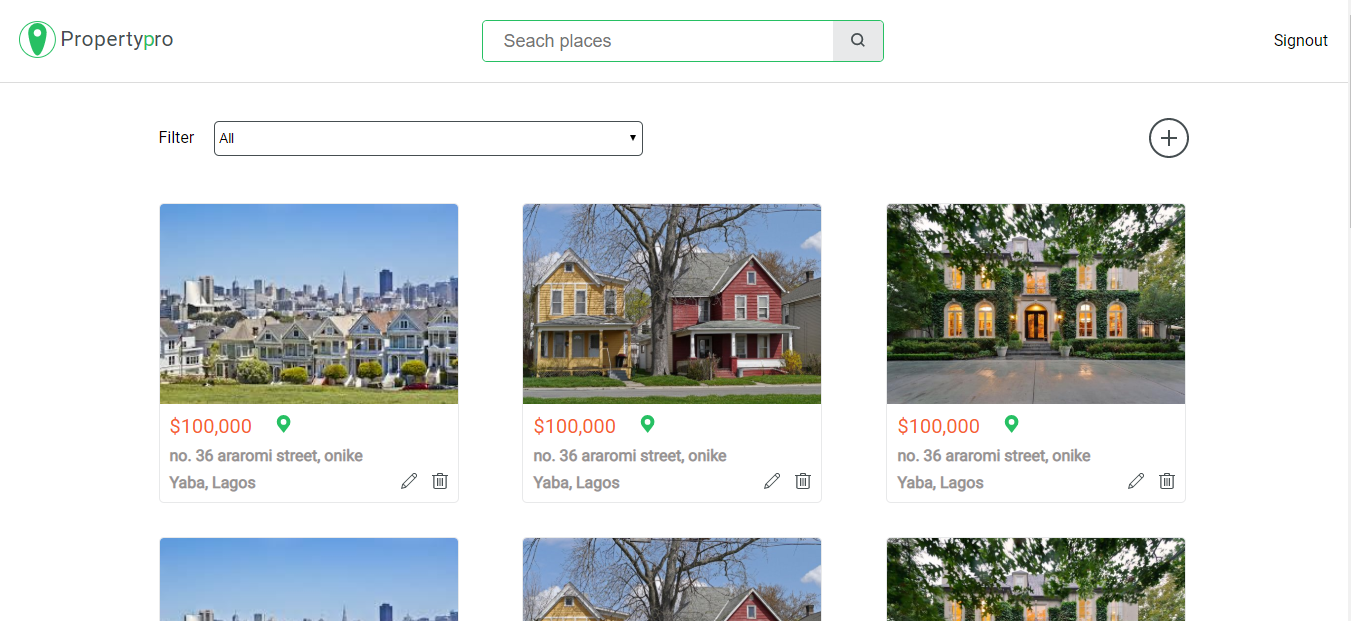 Propertypro
Seach places
Signout
Filter
All
$100,000
no. 36 araromi street, onike
Yaba, Lagos
$100,000
no. 36 araromi street, onike
Yaba, Lagos
$100,000
no. 36 araromi street, onike
Yaba, Lagos